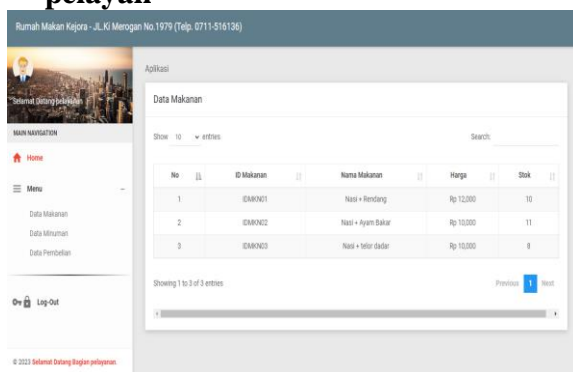 pelayan
Rumah Makan Kejora - JL.Ki Merogan No.1979 (Telp. 0711-516136)
Selamat Datang pelayanan
MAIN NAVIGATION
Home
Menu
Data Makanan
Data Minuman
Data Pembelian
Log-Out
© 2023 Selamat Datang Bagian pelayanan.
Aplikasi
Data Makanan
Show 10 entries
Search:
No ID Makanan Nama Makanan Harga Stok
1 IDMKN01 Nasi + Rendang Rp 12,000 10
2 IDMKN02 Nasi + Ayam Bakar Rp 10,000 11
3 IDMKN03 Nasi + telor dadar Rp 10,000 8
Showing 1 to 3 of 3 entries
Previous 1 Next